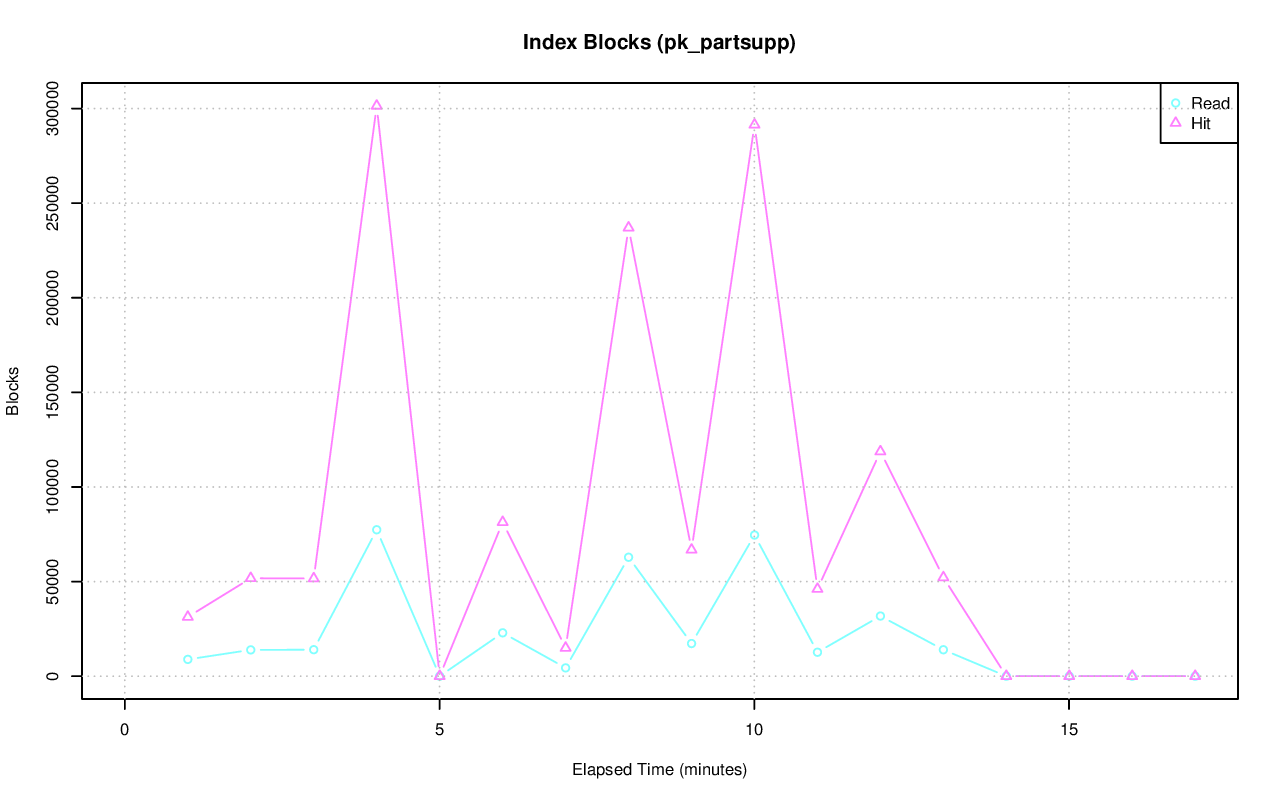 Index Blocks (pk_partsupp)
Read
Hit
300000
250000
200000
150000
100000
50000
0
Blocks
0 5 10 15
Elapsed Time (minutes)